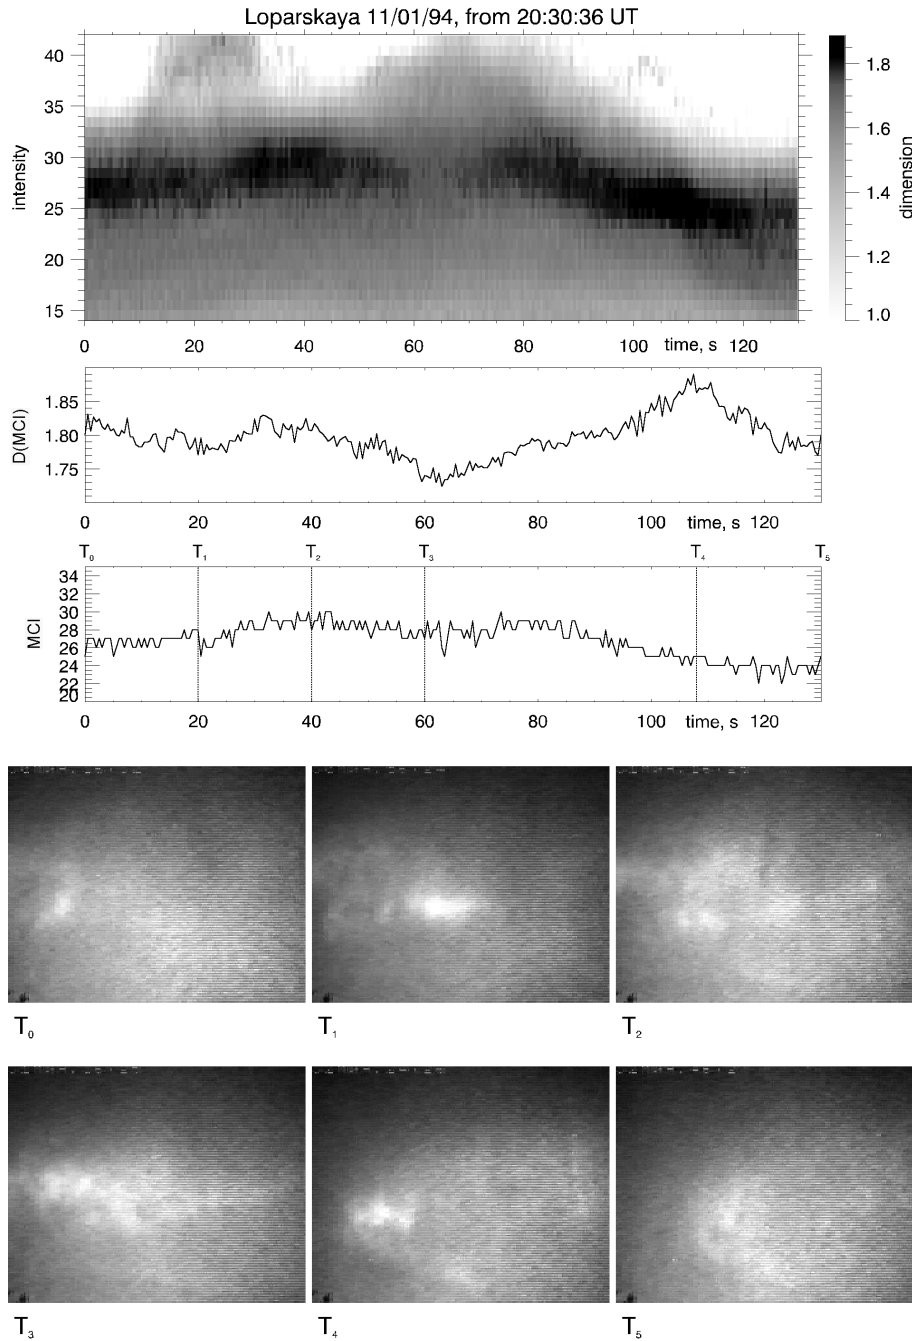 Loparskaya 11/01/94, from 20:30:36 UT
40
35
30
25
20
15
intensity
0 20 40 60 80 100 time, s 120
1.8
1.6
1.4
1.2
1.0
dimension
1.85
1.80
1.75
D(MCI)
0 20 40 60 80 100 time, s 120
T₀ T₁ T₂ T₃ T₄ T₅
34
32
30
28
26
24
22
20
MCI
0 20 40 60 80 100 time, s 120
T₀ T₁ T₂
T₃ T₄ T₅